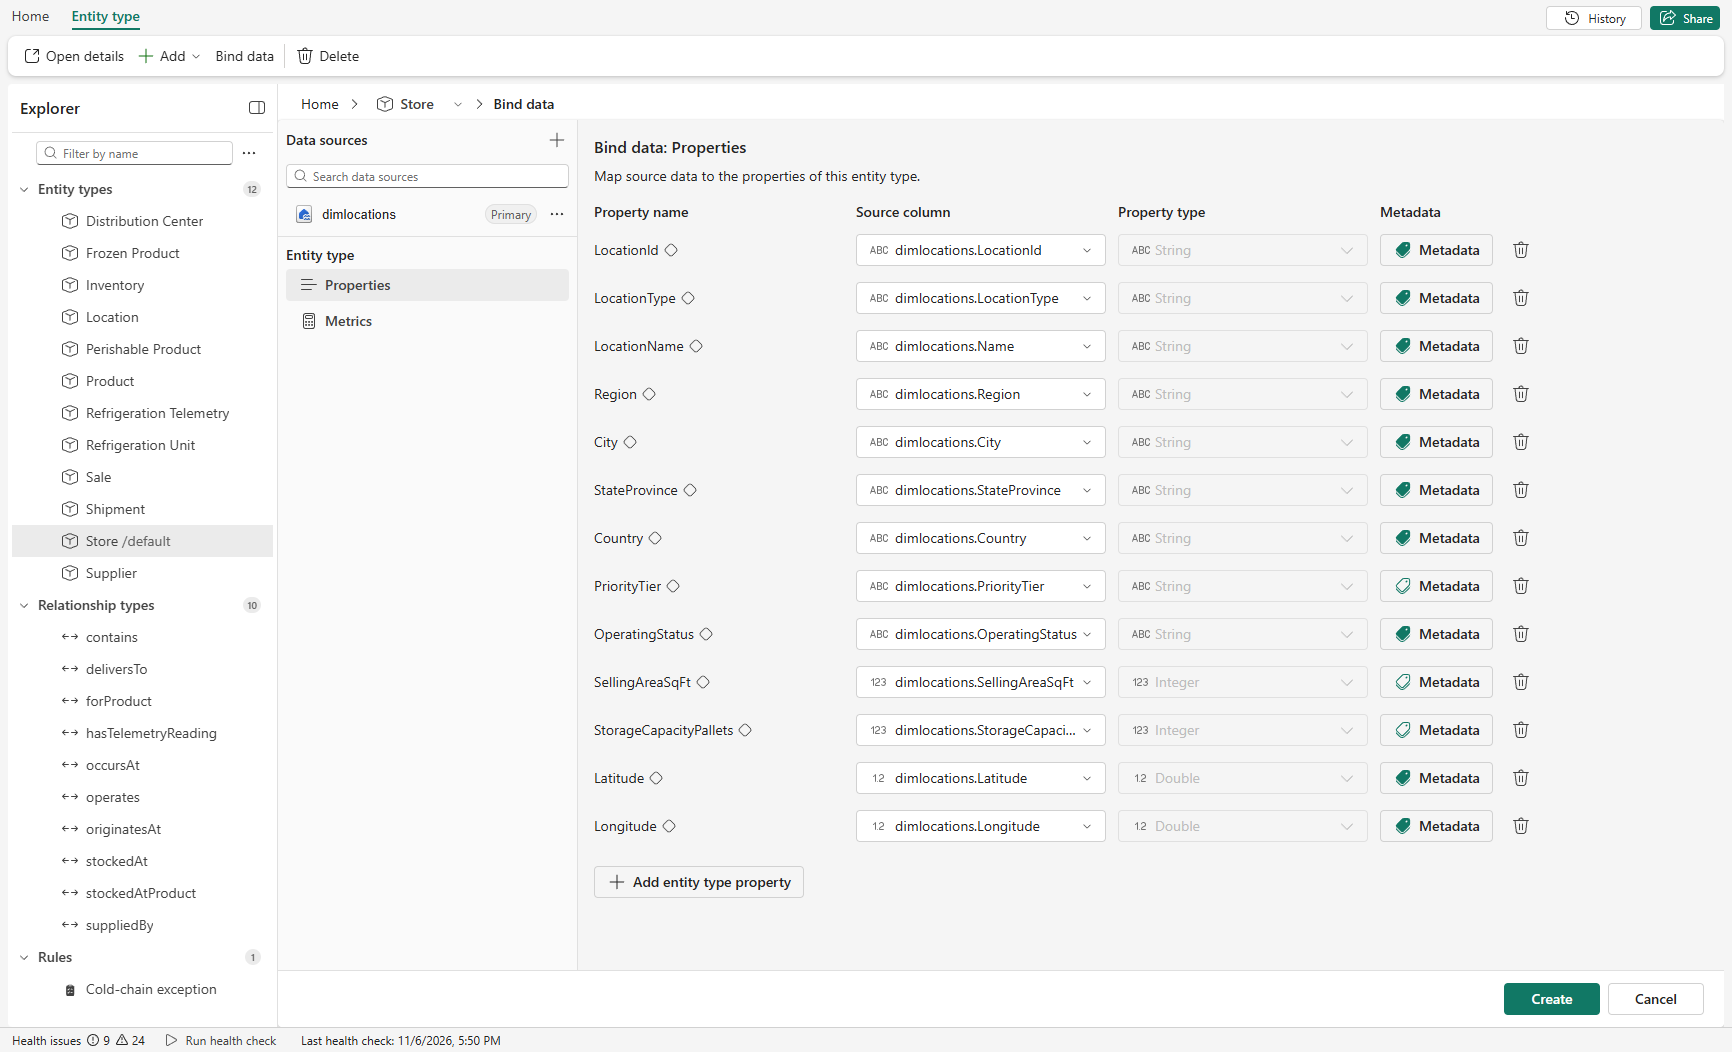 Home
Entity type
History
Share
Open details
Add
Bind data
Delete
Explorer
Filter by name
Entity types 12
Distribution Center
Frozen Product
Inventory
Location
Perishable Product
Product
Refrigeration Telemetry
Refrigeration Unit
Sale
Shipment
Store /default
Supplier
Relationship types 10
contains
deliversTo
forProduct
hasTelemetryReading
occursAt
operates
originatesAt
stockedAt
stockedAtProduct
suppliedBy
Rules 1
Cold-chain exception
Home > Store > Bind data
Data sources
Search data sources
dimlocations Primary
Entity type
Properties
Metrics
Bind data: Properties
Map source data to the properties of this entity type.
Property name Source column Property type Metadata
LocationId ABC dimlocations.LocationId ABC String Metadata
LocationType ABC dimlocations.LocationType ABC String Metadata
LocationName ABC dimlocations.Name ABC String Metadata
Region ABC dimlocations.Region ABC String Metadata
City ABC dimlocations.City ABC String Metadata
StateProvince ABC dimlocations.StateProvince ABC String Metadata
Country ABC dimlocations.Country ABC String Metadata
PriorityTier ABC dimlocations.PriorityTier ABC String Metadata
OperatingStatus ABC dimlocations.OperatingStatus ABC String Metadata
SellingAreaSqFt 123 dimlocations.SellingAreaSqFt 123 Integer Metadata
StorageCapacityPallets 123 dimlocations.StorageCapaci... 123 Integer Metadata
Latitude 1.2 dimlocations.Latitude 1.2 Double Metadata
Longitude 1.2 dimlocations.Longitude 1.2 Double Metadata
Add entity type property
Create
Cancel
Health issues 9 24 Run health check Last health check: 11/6/2026, 5:50 PM